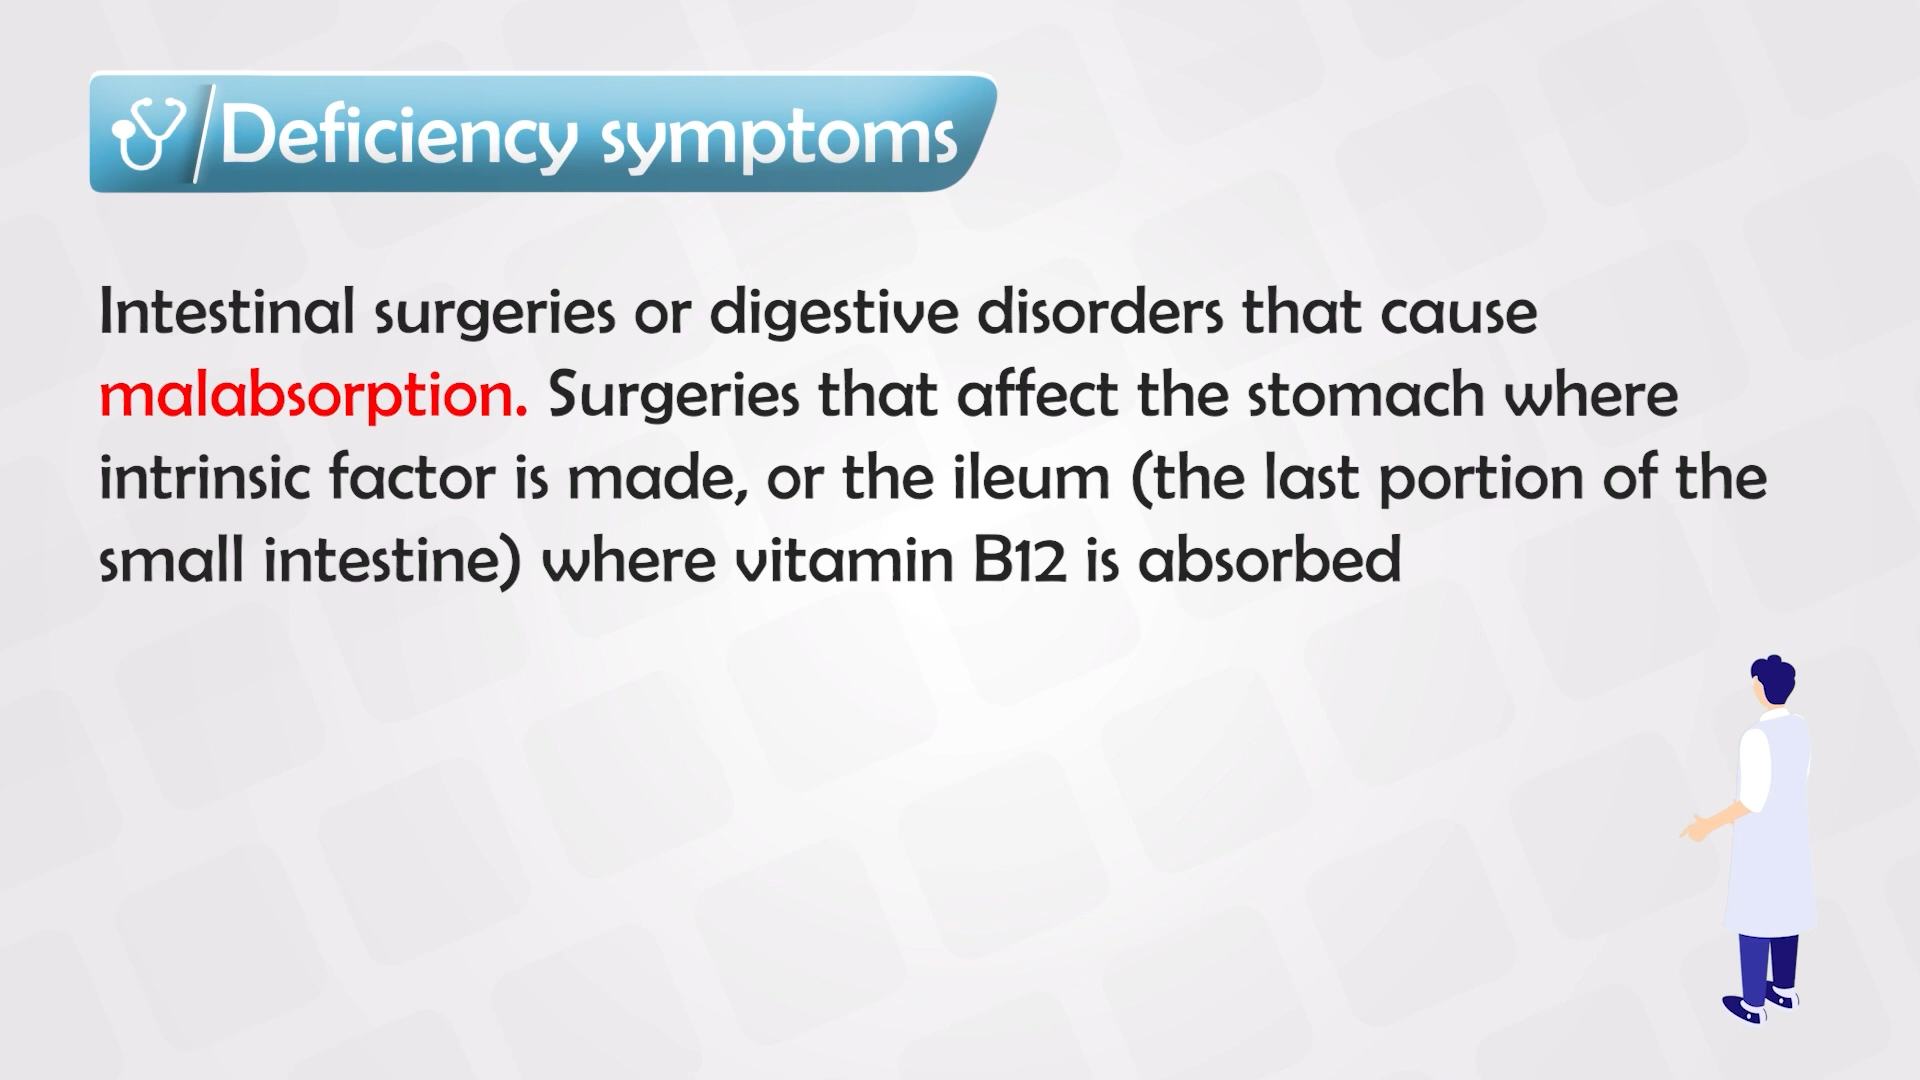 Deficiency symptoms
Intestinal surgeries or digestive disorders that cause
malabsorption. Surgeries that affect the stomach where
intrinsic factor is made, or the ileum (the last portion of the
small intestine) where vitamin B12 is absorbed